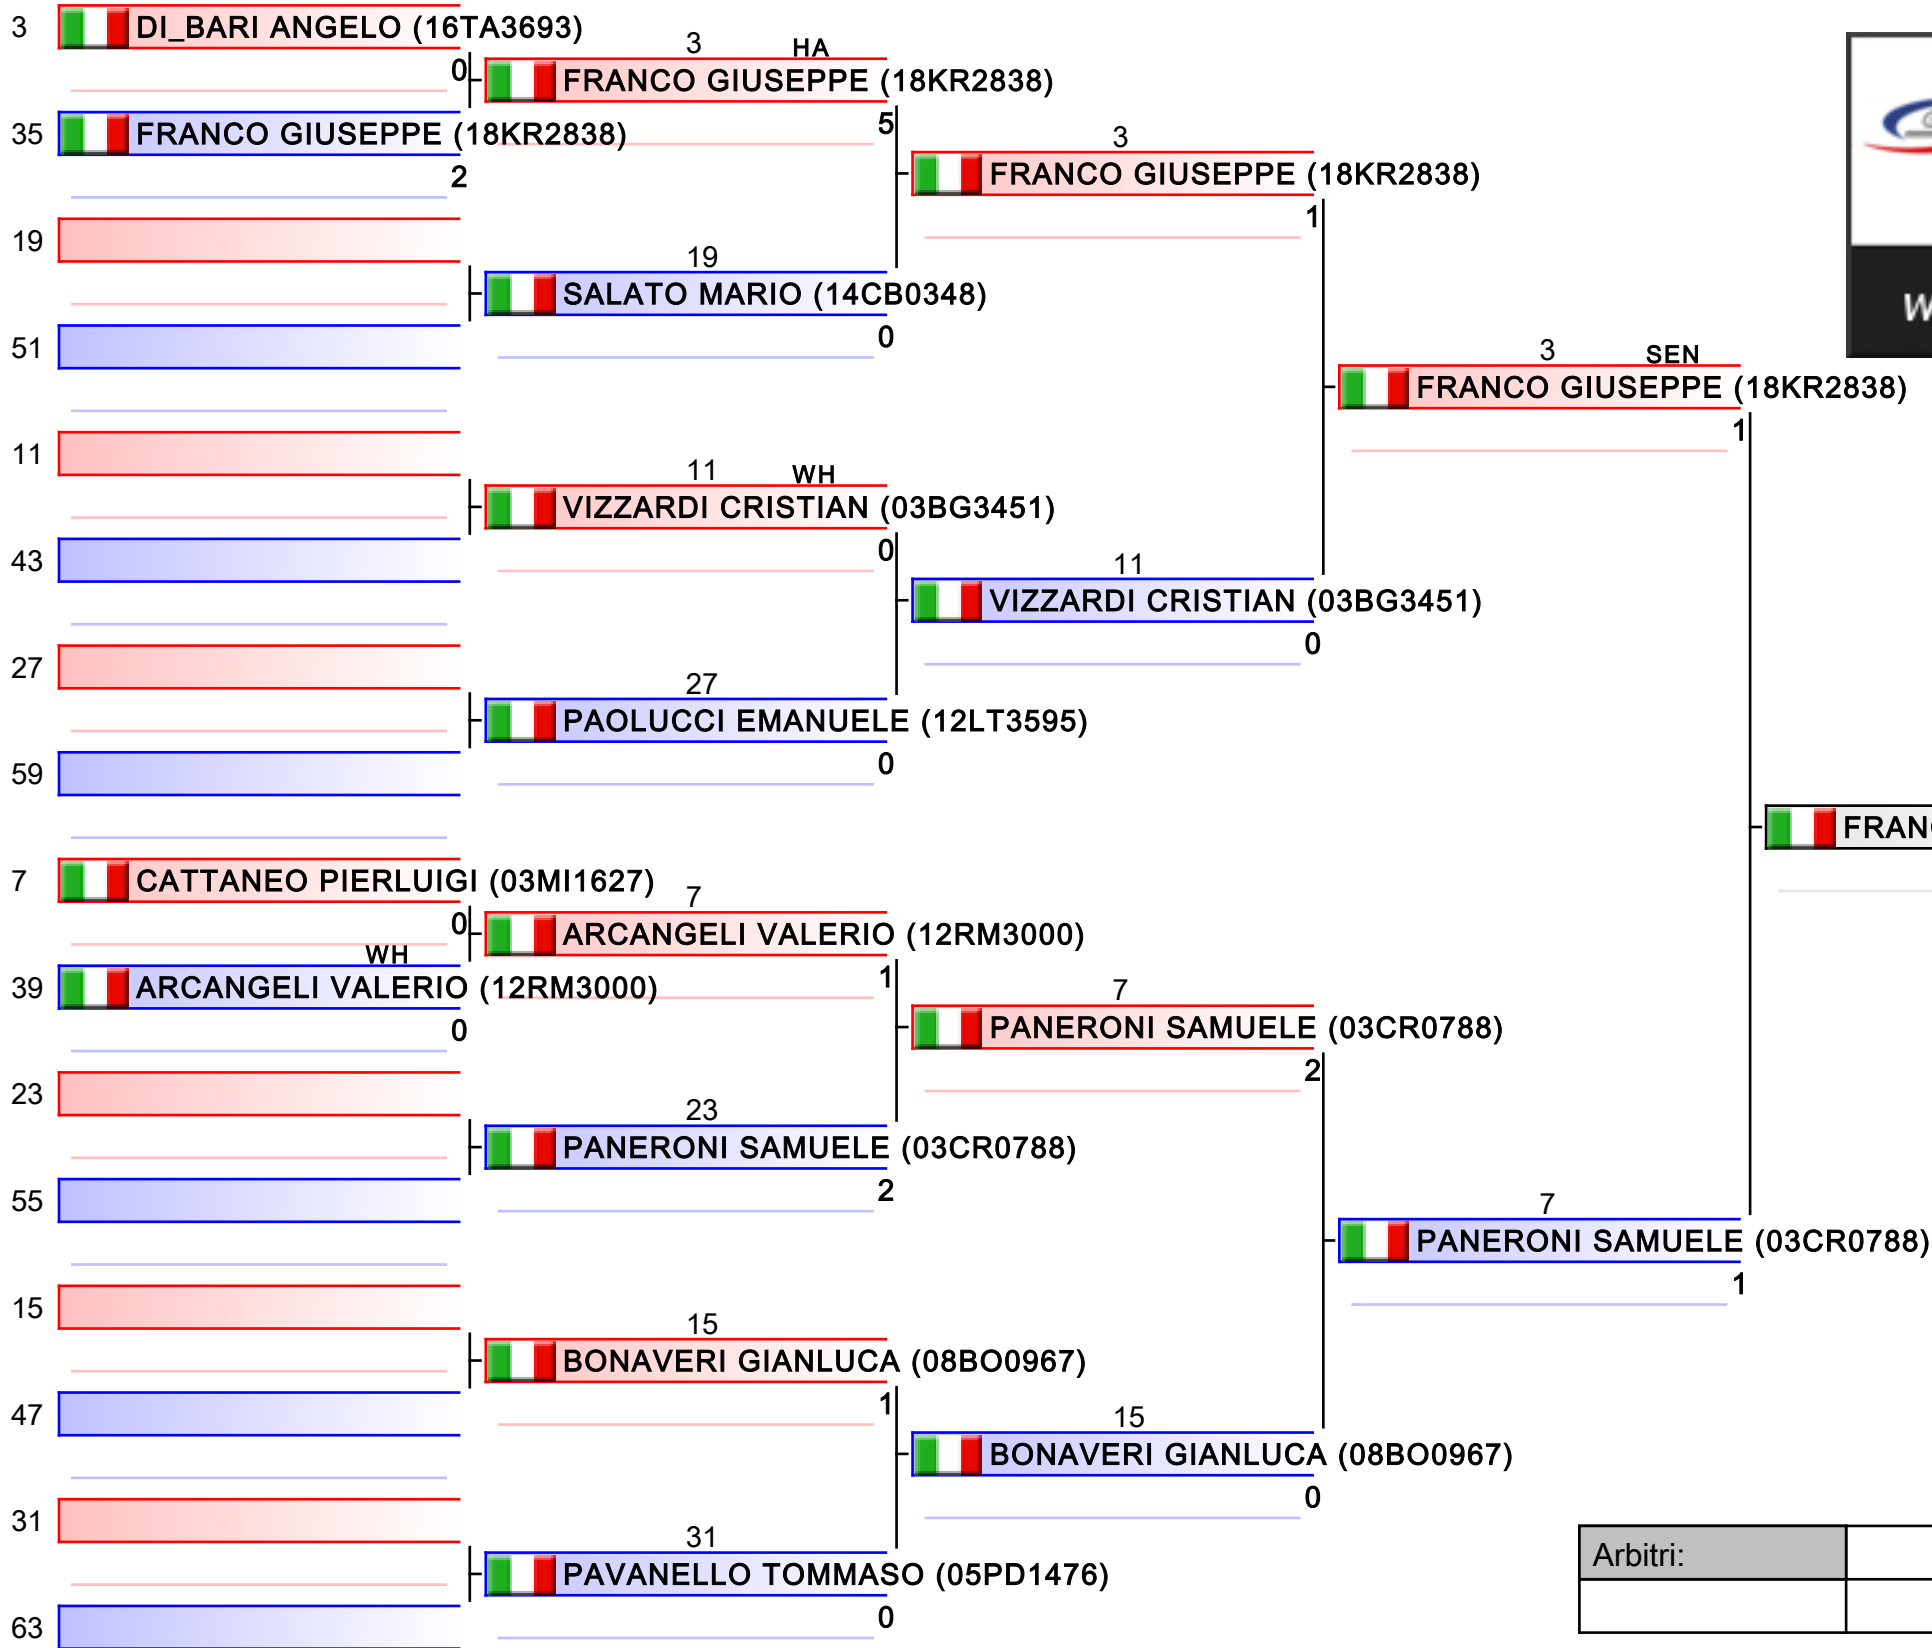 3
DI_BARI ANGELO (16TA3693)
0
3
HA
FRANCO GIUSEPPE (18KR2838)
35
FRANCO GIUSEPPE (18KR2838)
2
5
3
FRANCO GIUSEPPE (18KR2838)
1
19
19
SALATO MARIO (14CB0348)
0
51
3
SEN
FRANCO GIUSEPPE (18KR2838)
1
11
11
WH
VIZZARDI CRISTIAN (03BG3451)
0
43
11
VIZZARDI CRISTIAN (03BG3451)
0
27
27
PAOLUCCI EMANUELE (12LT3595)
0
59
7
CATTANEO PIERLUIGI (03MI1627)
0
7
ARCANGELI VALERIO (12RM3000)
1
39
WH
ARCANGELI VALERIO (12RM3000)
0
7
PANERONI SAMUELE (03CR0788)
2
23
23
PANERONI SAMUELE (03CR0788)
2
55
7
PANERONI SAMUELE (03CR0788)
1
15
15
BONAVERI GIANLUCA (08BO0967)
1
47
15
BONAVERI GIANLUCA (08BO0967)
0
31
31
PAVANELLO TOMMASO (05PD1476)
0
63
Arbitri: